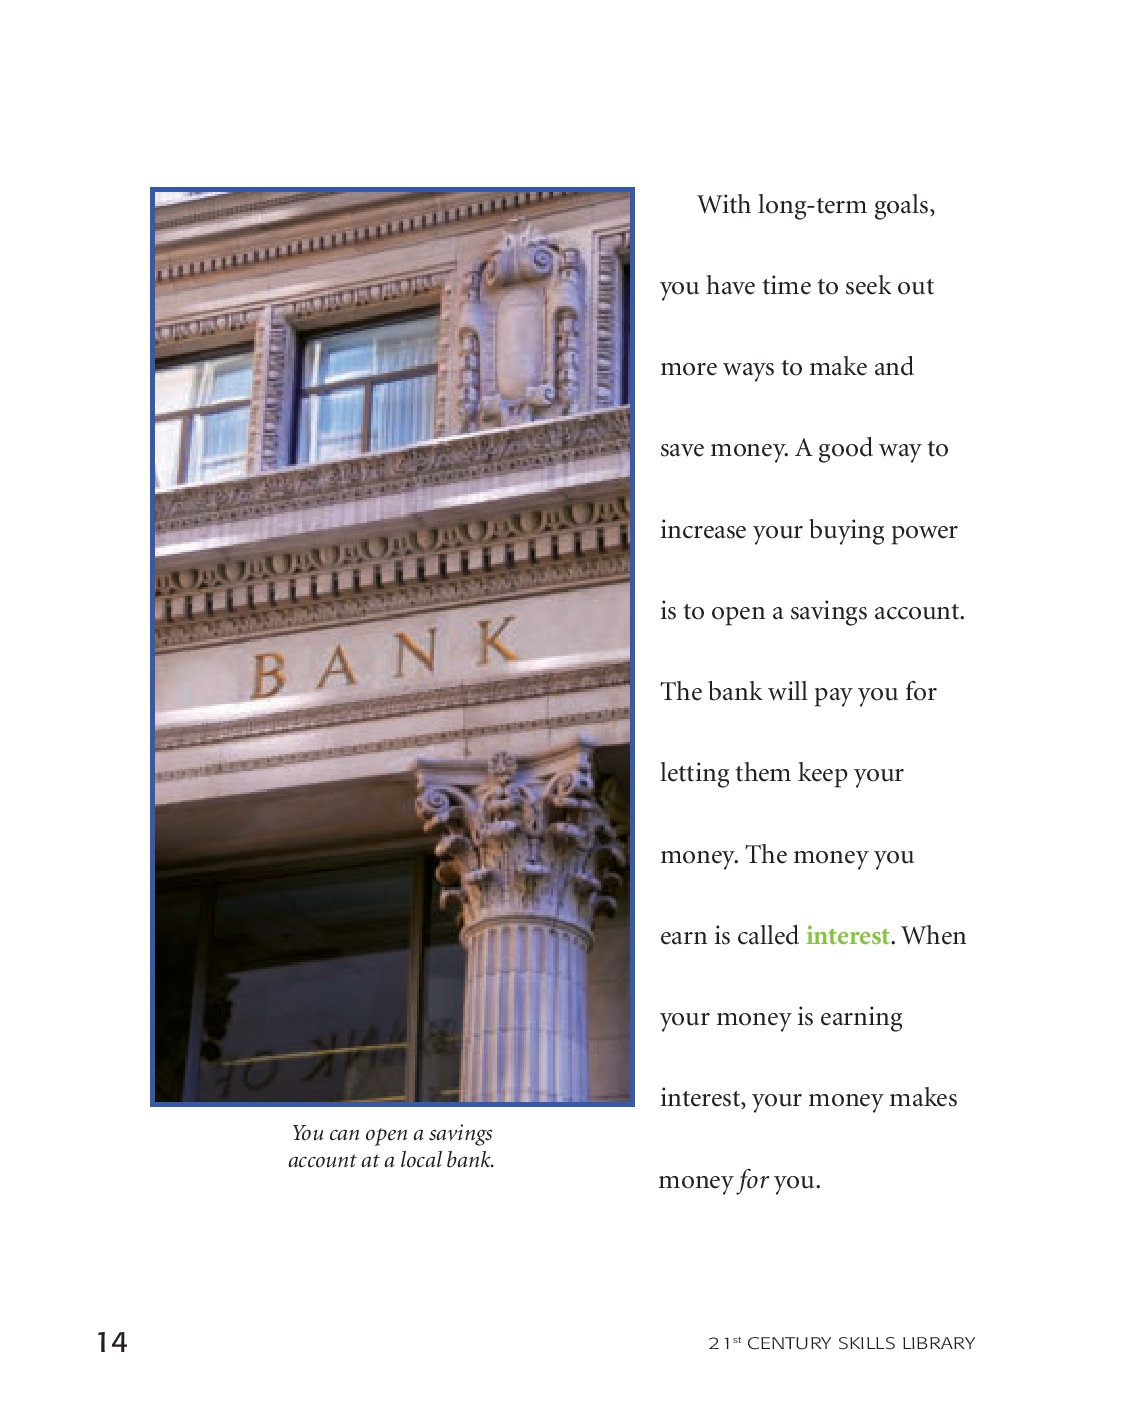 With long-term goals,
you have time to seek out
more ways to make and
save money. A good way to
increase your buying power
is to open a savings account.
The bank will pay you for
letting them keep your
money. The money you
earn is called interest. When
your money is earning
interest, your money makes
money for you.
BANK
BANK OF
You can open a savings
account at a local bank.
14
21st CENTURY SKILLS LIBRARY